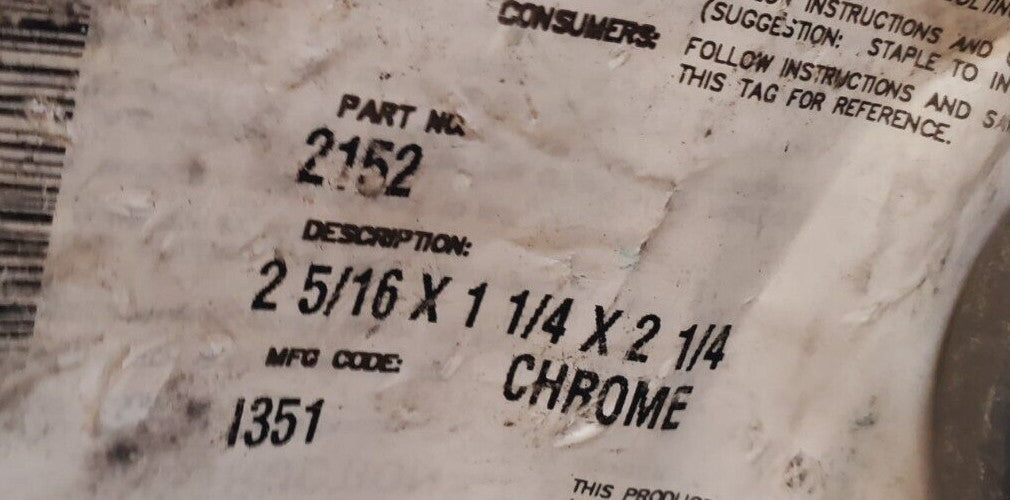 INSTRUCTIONS AND
CONSUMERS: (SUGGESTION: STAPLE TO IN
FOLLOW INSTRUCTIONS AND SA
THIS TAG FOR REFERENCE.
PART NO.
2152
DESCRIPTION:
2 5/16 X 1 1/4 X 2 1/4
CHROME
MFG CODE:
1351
THIS PRODUC